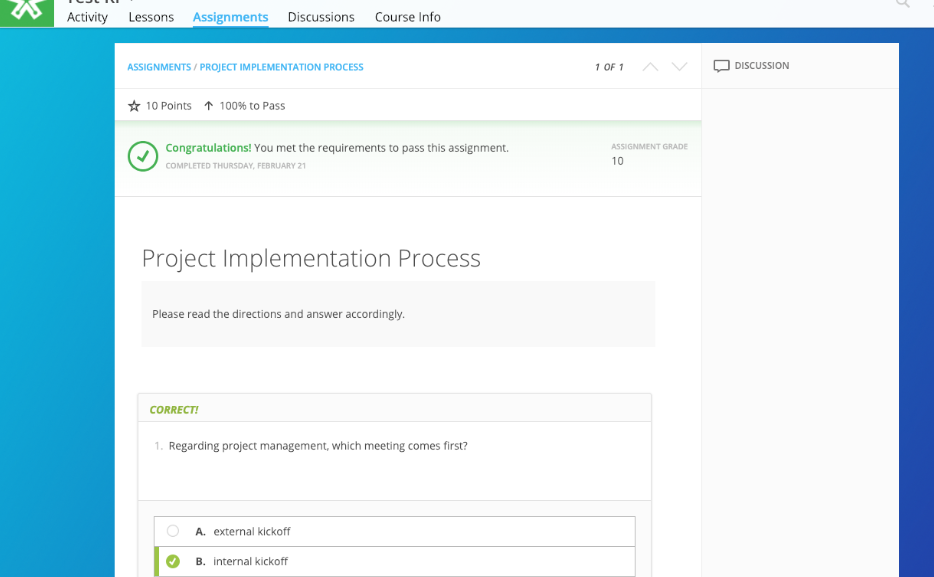 Activity Lessons Assignments Discussions Course Info
ASSIGNMENTS / PROJECT IMPLEMENTATION PROCESS
1 OF 1
DISCUSSION
10 Points 100% to Pass
Congratulations! You met the requirements to pass this assignment.
COMPLETED THURSDAY, FEBRUARY 21
ASSIGNMENT GRADE
10
Project Implementation Process
Please read the directions and answer accordingly.
CORRECT!
1. Regarding project management, which meeting comes first?
A. external kickoff
B. internal kickoff